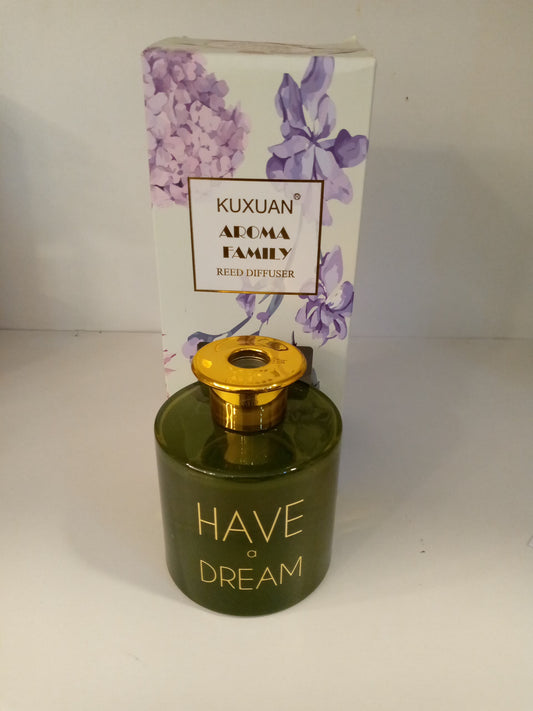 KUXUAN®
AROMA
FAMILY
REED DIFFUSER
HAVE
a
DREAM